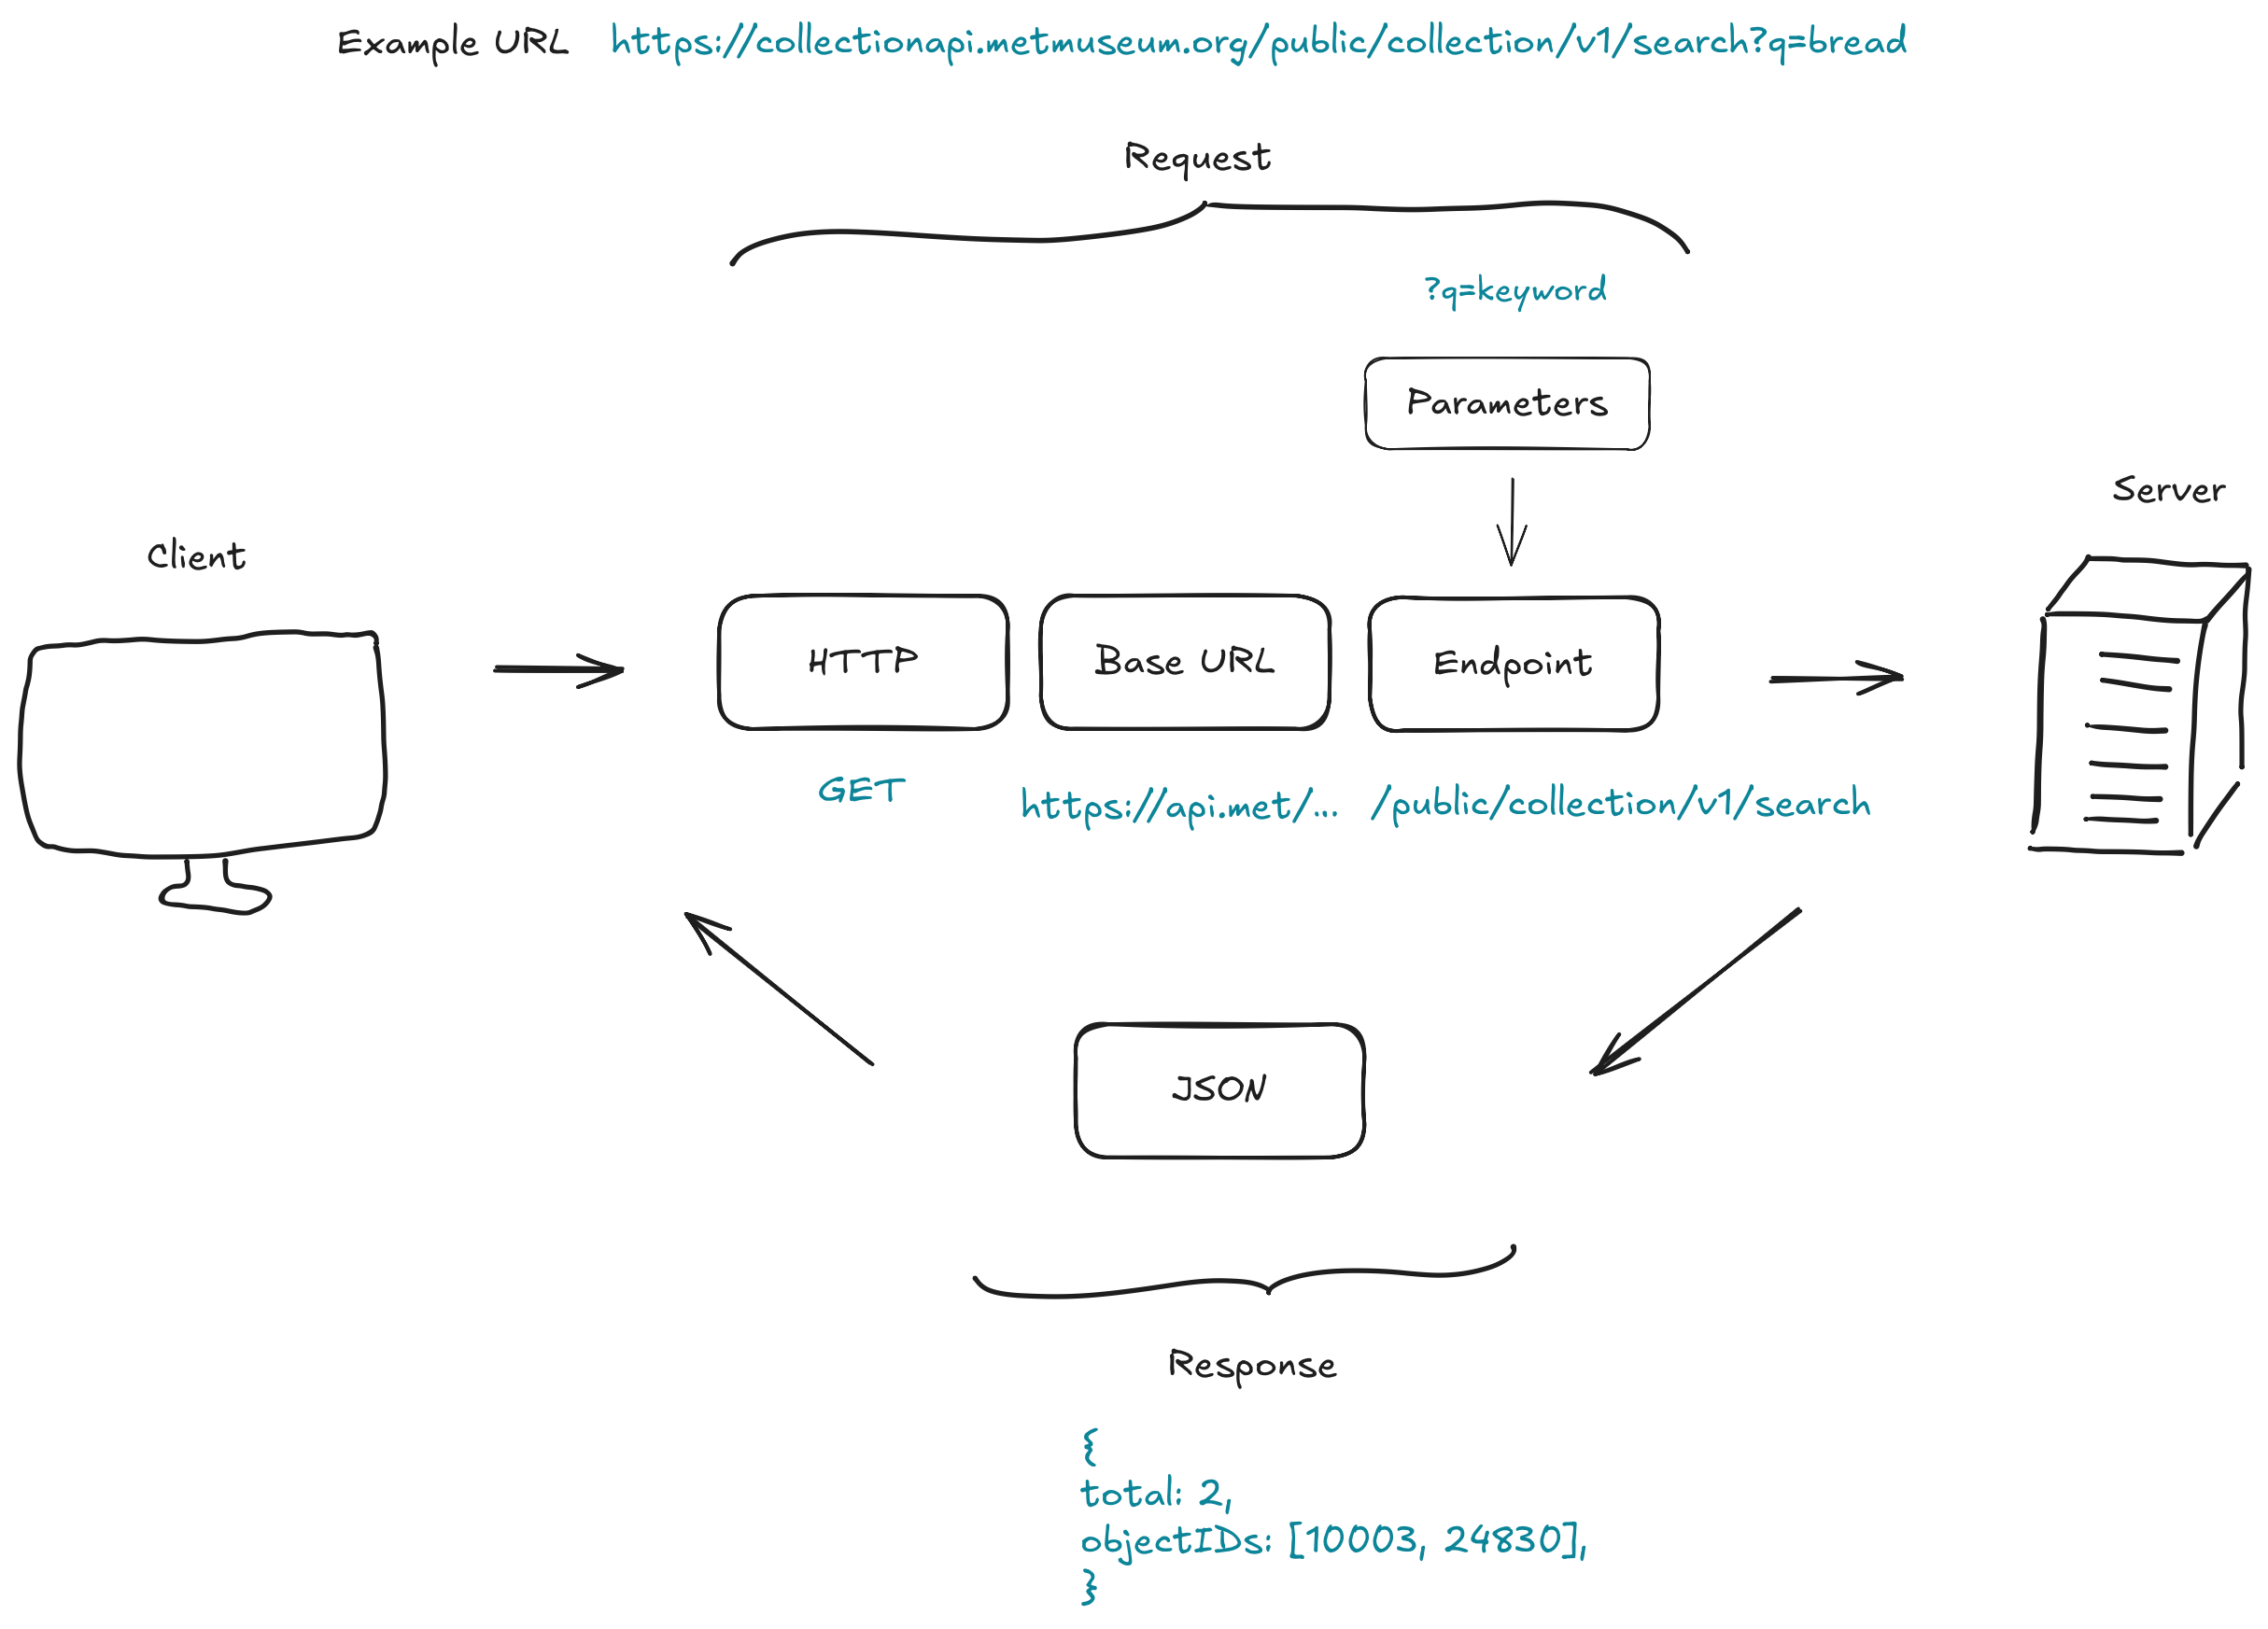 Example URL https://collectionapi.metmuseum.org/public/collection/v1/search?q=bread
Request
?q=keyword
Parameters
Server
Client
HTTP
Base URL
Endpoint
GET
https://api.met/...
/public/collection/v1/search
JSON
Response
{
total: 2,
objectIDs: [10003, 24830],
}